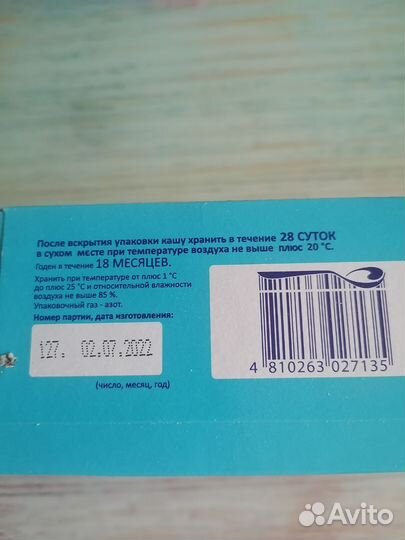 После вскрытия упаковки кашу хранить в течение 28 СУТОК
в сухом месте при температуре воздуха не выше плюс 20 °С.
Годен в течение 18 МЕСЯЦЕВ.
Хранить при температуре от плюс 1 °С
до плюс 25 °С и относительной влажности
воздуха не выше 85 %.
Упаковочный газ - азот.
Номер партии, дата изготовления:
127. 02.07.2022
(число, месяц, год)
4 810263 027135
Avito